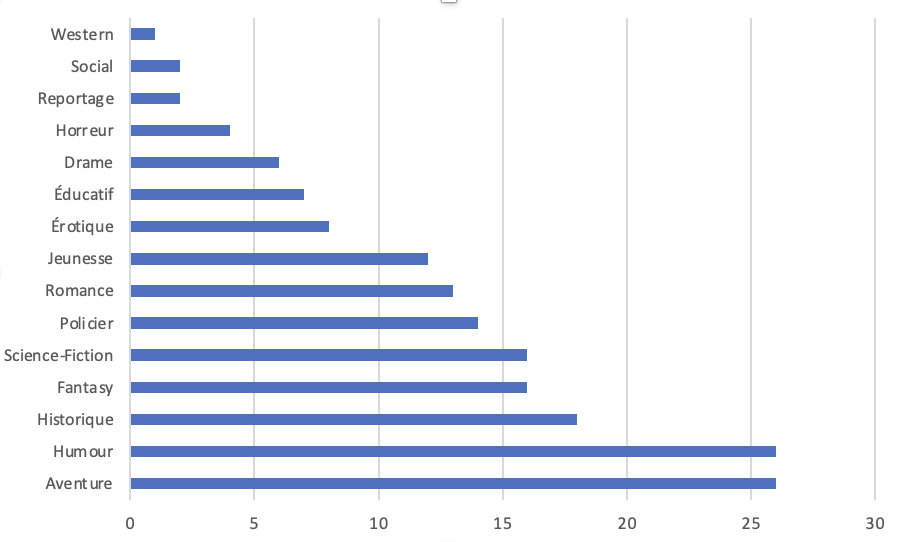 Western
Social
Reportage
Horreur
Drame
Éducatif
Érotique
Jeunesse
Romance
Policier
Science-Fiction
Fantasy
Historique
Humour
Aventure
0 5 10 15 20 25 30